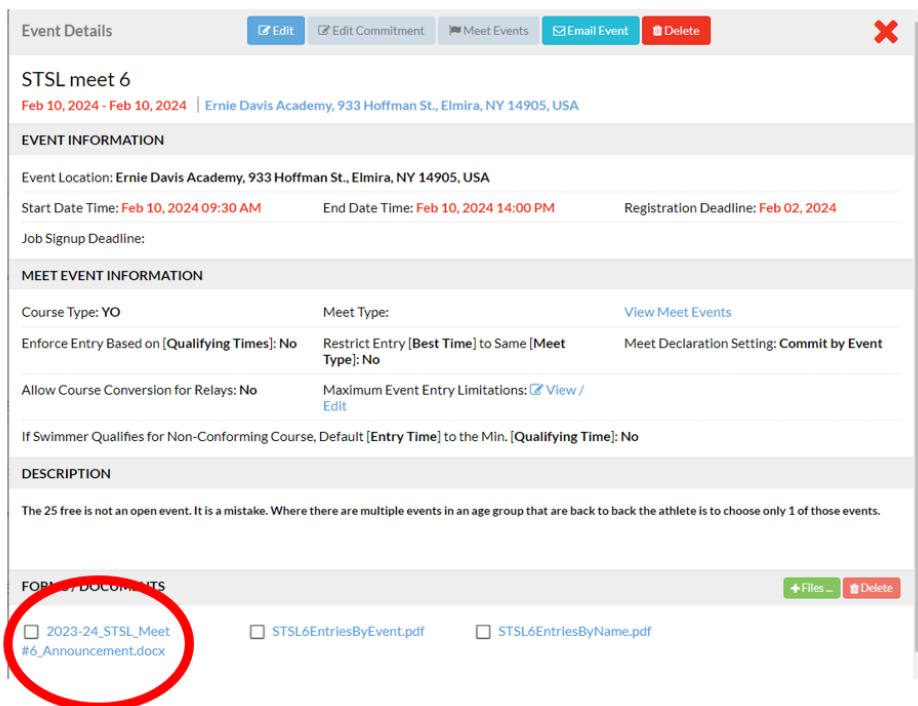 Event Details
Edit
Edit Commitment
Meet Events
Email Event
Delete
STSL meet 6
Feb 10, 2024 - Feb 10, 2024 | Ernie Davis Academy, 933 Hoffman St., Elmira, NY 14905, USA
EVENT INFORMATION
Event Location: Ernie Davis Academy, 933 Hoffman St., Elmira, NY 14905, USA
Start Date Time: Feb 10, 2024 09:30 AM
End Date Time: Feb 10, 2024 14:00 PM
Registration Deadline: Feb 02, 2024
Job Signup Deadline:
MEET EVENT INFORMATION
Course Type: YO
Meet Type:
View Meet Events
Enforce Entry Based on [Qualifying Times]: No
Restrict Entry [Best Time] to Same [Meet
Type]: No
Meet Declaration Setting: Commit by Event
Allow Course Conversion for Relays: No
Maximum Event Entry Limitations: View /
Edit
If Swimmer Qualifies for Non-Conforming Course, Default [Entry Time] to the Min. [Qualifying Time]: No
DESCRIPTION
The 25 free is not an open event. It is a mistake. Where there are multiple events in an age group that are back to back the athlete is to choose only 1 of those events.
FORMS / DOCUMENTS
+Files...
Delete
2023-24_STSL_Meet
#6_Announcement.docx
STSL6EntriesByEvent.pdf
STSL6EntriesByName.pdf